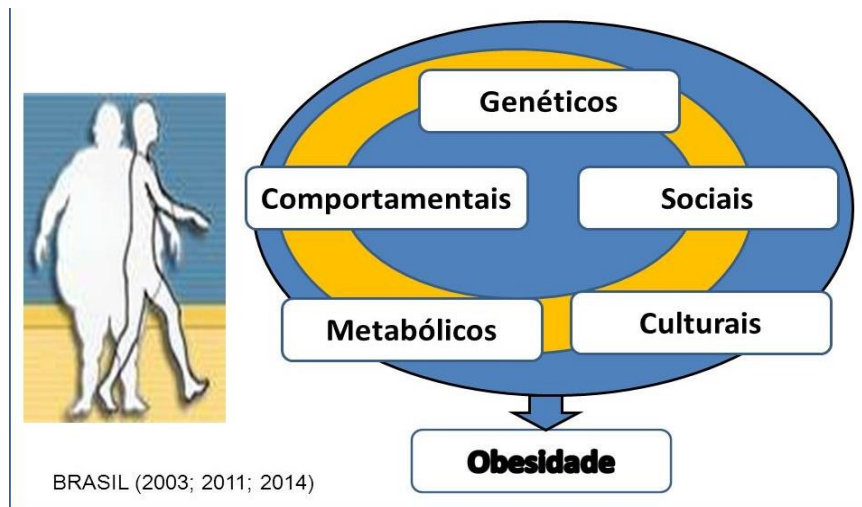 Genéticos
Comportamentais
Sociais
Metabólicos
Culturais
Obesidade
BRASIL (2003; 2011; 2014)